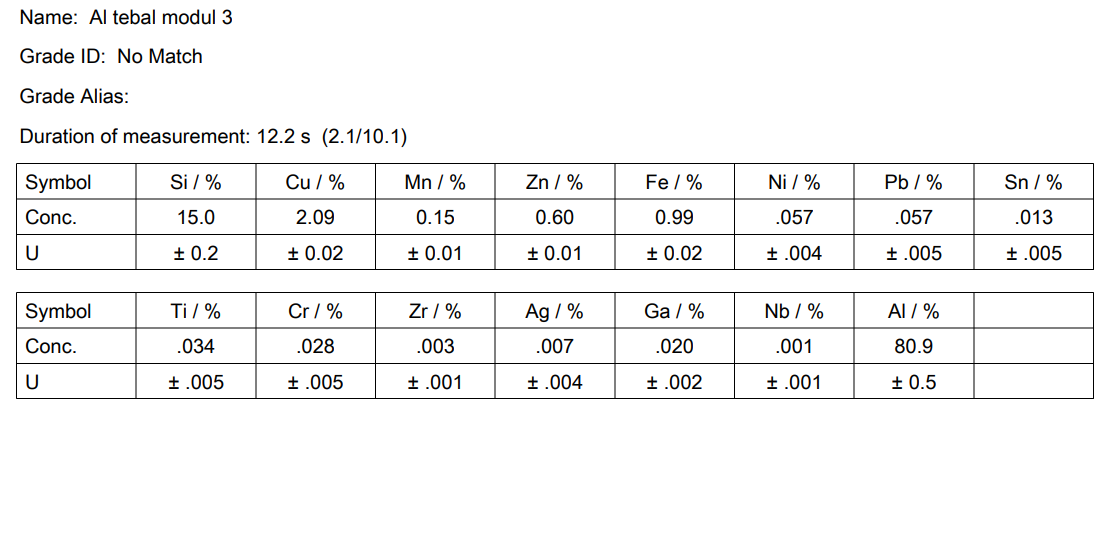 Name: Al tebal modul 3
Grade ID: No Match
Grade Alias:
Duration of measurement: 12.2 s (2.1/10.1)
Symbol Si / % Cu / % Mn / % Zn / % Fe / % Ni / % Pb / % Sn / %
Conc. 15.0 2.09 0.15 0.60 0.99 .057 .057 .013
U ± 0.2 ± 0.02 ± 0.01 ± 0.01 ± 0.02 ± .004 ± .005 ± .005
Symbol Ti / % Cr / % Zr / % Ag / % Ga / % Nb / % Al / %
Conc. .034 .028 .003 .007 .020 .001 80.9
U ± .005 ± .005 ± .001 ± .004 ± .002 ± .001 ± 0.5